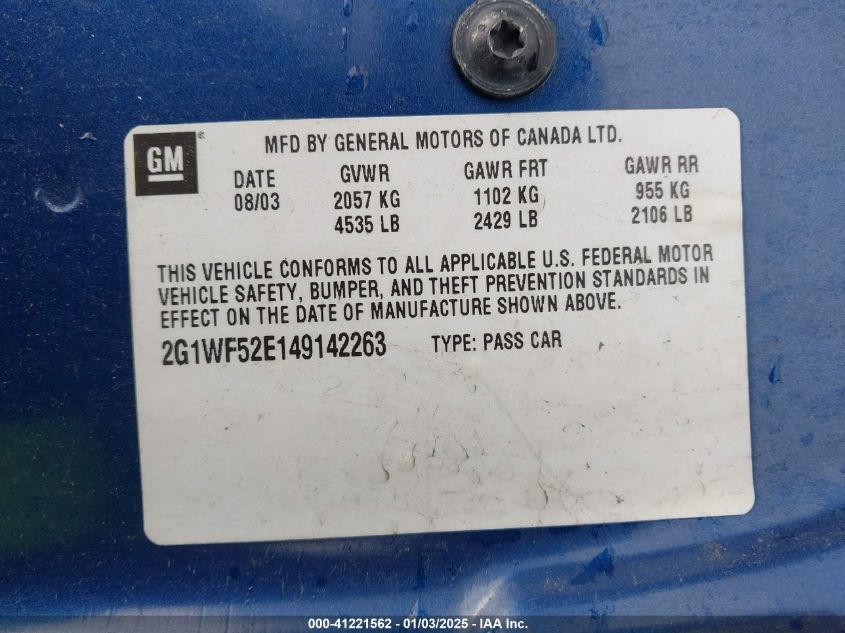 GM®
MFD BY GENERAL MOTORS OF CANADA LTD.
DATE GVWR GAWR FRT GAWR RR
08/03 2057 KG 1102 KG 955 KG
4535 LB 2429 LB 2106 LB
THIS VEHICLE CONFORMS TO ALL APPLICABLE U.S. FEDERAL MOTOR
VEHICLE SAFETY, BUMPER, AND THEFT PREVENTION STANDARDS IN
EFFECT ON THE DATE OF MANUFACTURE SHOWN ABOVE.
2G1WF52E149142263 TYPE: PASS CAR
000-41221562 - 01/03/2025 - IAA Inc.